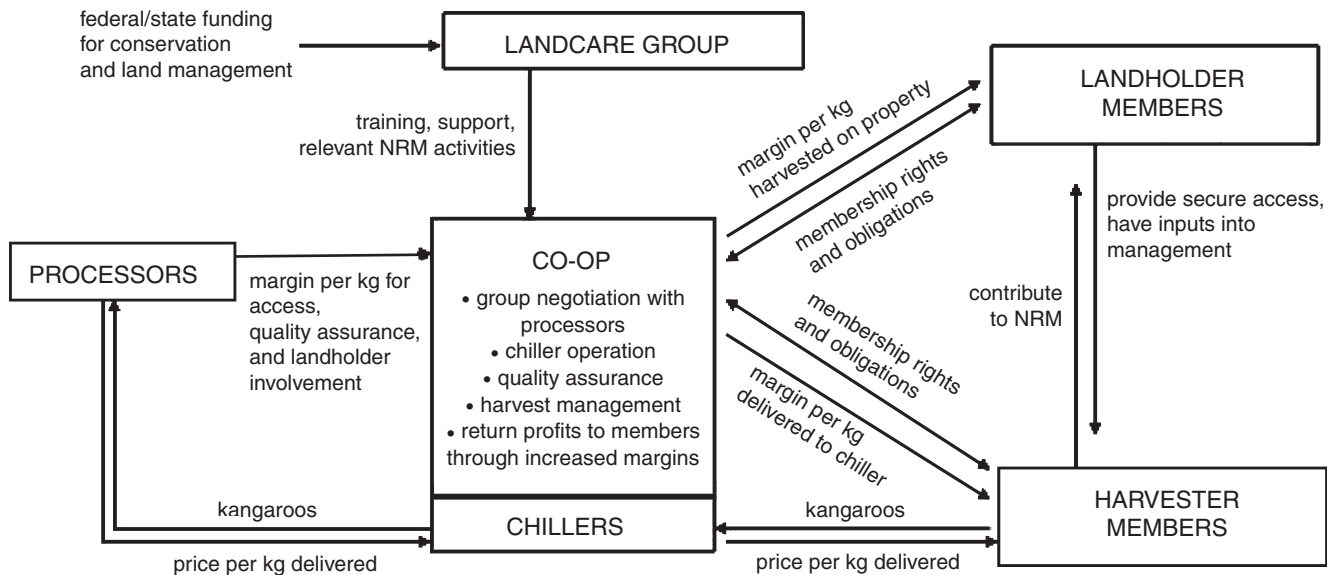 federal/state funding
for conservation
and land management
LANDCARE GROUP
training, support,
relevant NRM activities
LANDHOLDER
MEMBERS
margin per kg
harvested on property
membership rights
and obligations
provide secure access,
have inputs into
management
contribute
to NRM
PROCESSORS
margin per kg for
access,
quality assurance,
and landholder
involvement
CO-OP
• group negotiation with
processors
• chiller operation
• quality assurance
• harvest management
• return profits to members
through increased margins
membership rights
and obligations
margin per kg
delivered to chiller
kangaroos
price per kg delivered
CHILLERS
kangaroos
price per kg delivered
HARVESTER
MEMBERS